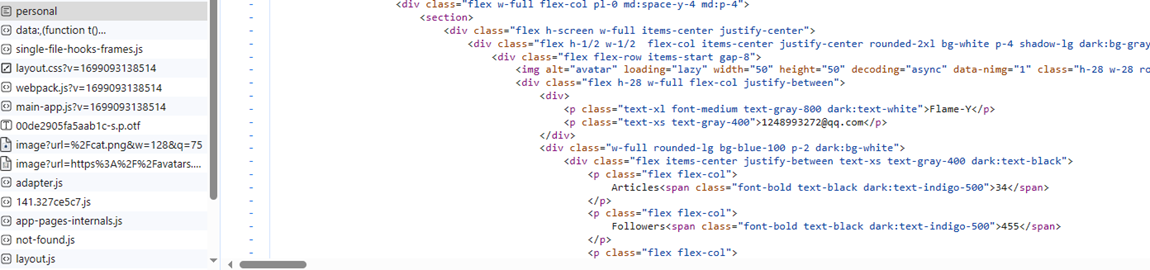 personal
data:,(function t()...
single-file-hooks-frames.js
layout.css?v=1699093138514
webpack.js?v=1699093138514
main-app.js?v=1699093138514
00de2905fa5aab1c-s.p.otf
image?url=%2Fcat.png&w=128&q=75
image?url=https%3A%2F%2Favatars....
adapter.js
141.327ce5c7.js
app-pages-internals.js
not-found.js
layout.js
<div class="flex w-full flex-col pl-0 md:space-y-4 md:p-4">
<section>
<div class="flex h-screen w-full items-center justify-center">
<div class="flex h-1/2 w-1/2  flex-col items-center justify-center rounded-2xl bg-white p-4 shadow-lg dark:bg-gray
<div class="flex flex-row items-start gap-8">
<img alt="avatar" loading="lazy" width="50" height="50" decoding="async" data-nimg="1" class="h-28 w-28 ro
<div class="flex h-28 w-full flex-col justify-between">
<div>
<p class="text-xl font-medium text-gray-800 dark:text-white">Flame-Y</p>
<p class="text-xs text-gray-400">1248993272@qq.com</p>
</div>
<div class="w-full rounded-lg bg-blue-100 p-2 dark:bg-white">
<div class="flex items-center justify-between text-xs text-gray-400 dark:text-black">
<p class="flex flex-col">
Articles<span class="font-bold text-black dark:text-indigo-500">34</span>
</p>
<p class="flex flex-col">
Followers<span class="font-bold text-black dark:text-indigo-500">455</span>
</p>
<p class="flex flex-col">